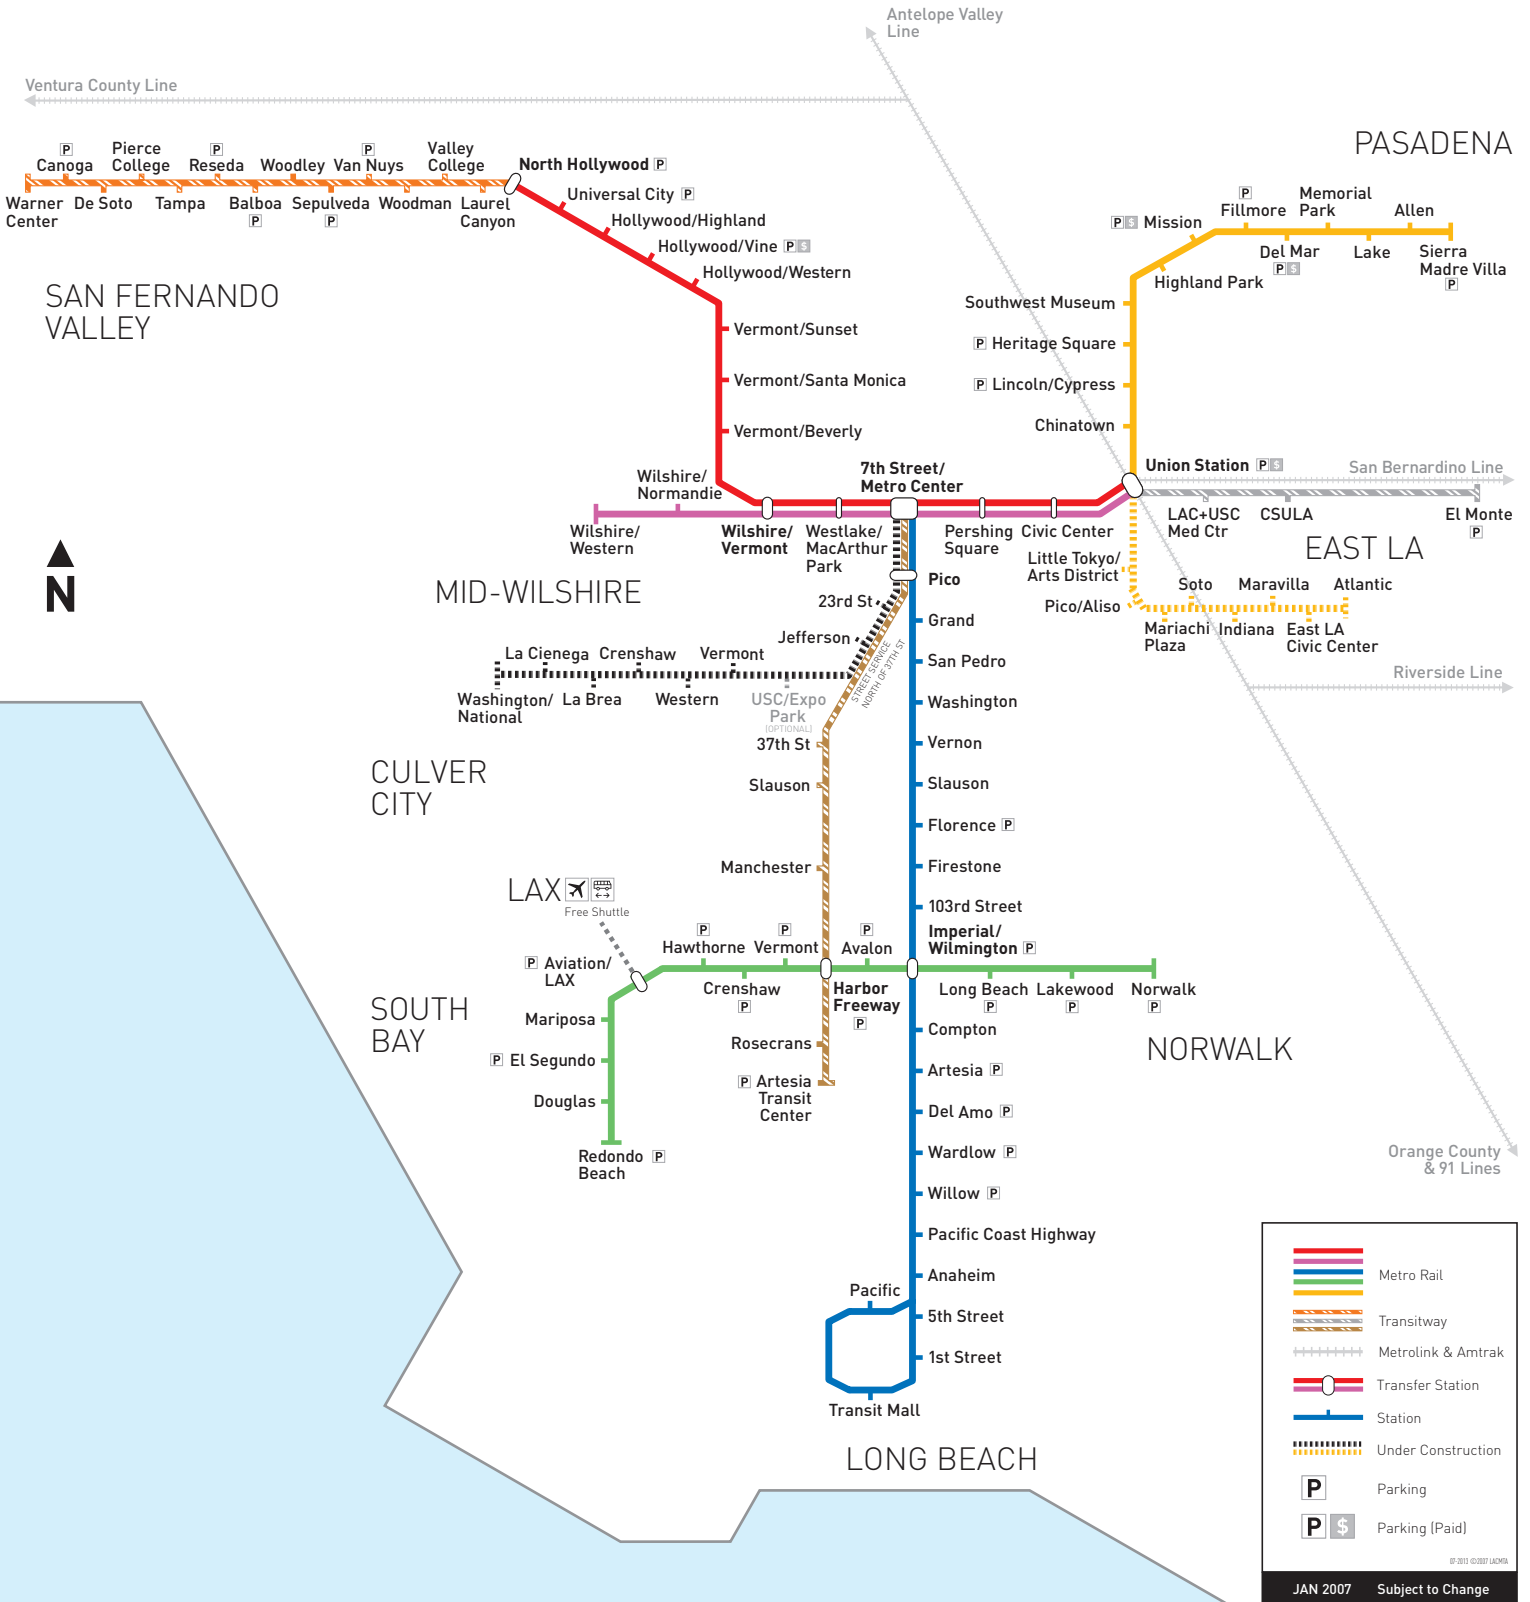 Antelope Valley
Line
Ventura County Line
PASADENA
P
Canoga
Pierce
College
P
Reseda
Woodley
P
Van Nuys
Valley
College
North Hollywood P
Warner
Center
De Soto
Tampa
Balboa
P
Sepulveda
P
Woodman
Laurel
Canyon
Universal City P
Hollywood/Highland
Hollywood/Vine P $
Hollywood/Western
Vermont/Sunset
Vermont/Santa Monica
Vermont/Beverly
SAN FERNANDO
VALLEY
P $ Mission
P
Fillmore
Memorial
Park
Allen
Del Mar
P $
Lake
Sierra
Madre Villa
P
Highland Park
Southwest Museum
P Heritage Square
P Lincoln/Cypress
Chinatown
Union Station P $
San Bernardino Line
Wilshire/
Normandie
7th Street/
Metro Center
Wilshire/
Western
Wilshire/
Vermont
Westlake/
MacArthur
Park
Pershing
Square
Civic Center
LAC+USC
Med Ctr
CSULA
El Monte
P
EAST LA
Little Tokyo/
Arts District
Pico/Aliso
Soto
Maravilla
Atlantic
Mariachi
Plaza
Indiana
East LA
Civic Center
Riverside Line
N
MID-WILSHIRE
Pico
23rd St
Jefferson
STREET SERVICE
NORTH OF 37TH ST
La Cienega
Crenshaw
Vermont
Washington/
National
La Brea
Western
USC/Expo
Park
(OPTIONAL)
37th St
Slauson
Manchester
CULVER
CITY
Grand
San Pedro
Washington
Vernon
Slauson
Florence P
Firestone
103rd Street
Imperial/
Wilmington P
LAX
Free Shuttle
P Aviation/
LAX
P
Hawthorne
P
Vermont
P
Avalon
Crenshaw
P
Harbor
Freeway
P
Long Beach
P
Lakewood
P
Norwalk
P
SOUTH
BAY
NORWALK
Mariposa
P El Segundo
Douglas
Redondo P
Beach
Rosecrans
P Artesia
Transit
Center
Compton
Artesia P
Del Amo P
Wardlow P
Willow P
Pacific Coast Highway
Anaheim
Pacific
5th Street
1st Street
Transit Mall
LONG BEACH
Orange County
& 91 Lines
Metro Rail
Transitway
Metrolink & Amtrak
Transfer Station
Station
Under Construction
P Parking
P $ Parking (Paid)
07-2013 ©2007 LACMTA
JAN 2007 Subject to Change